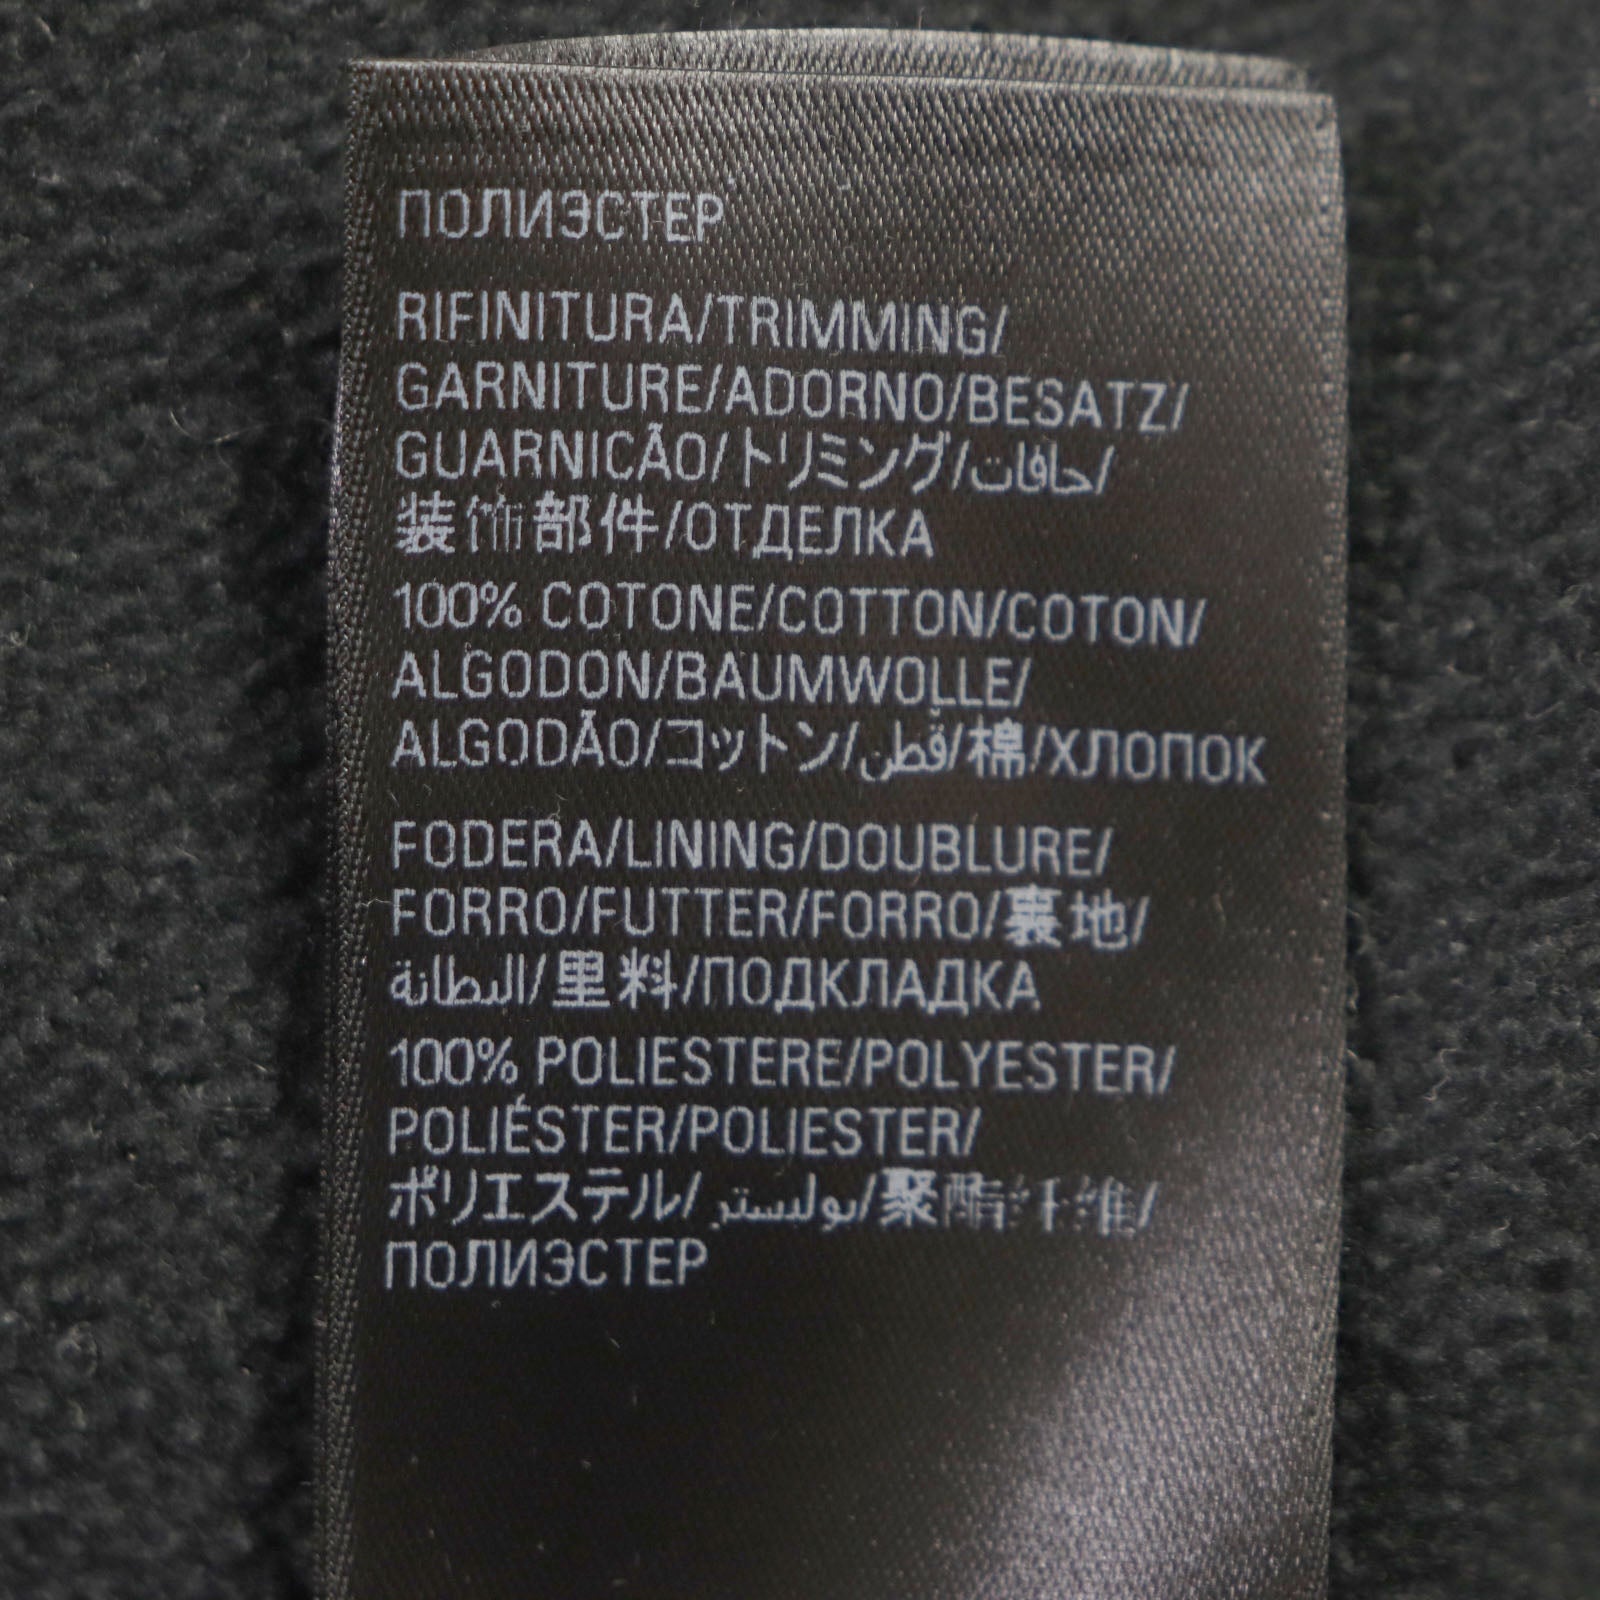 ПОЛИЭСТЕР
RIFINITURA/TRIMMING/
GARNITURE/ADORNO/BESATZ/
GUARNICÃO/トリミング/حافات/
装饰部件/ОТДЕЛКА
100% COTONE/COTTON/COTON/
ALGODON/BAUMWOLLE/
ALGODÃO/コットン/قطن/棉/ХЛОПОК
FODERA/LINING/DOUBLURE/
FORRO/FUTTER/FORRO/裏地/
البطانة/里料/ПОДКЛАДКА
100% POLIESTERE/POLYESTER/
POLIÉSTER/POLIESTER/
ポリエステル/بوليستر/聚酯纤维/
ПОЛИЭСТЕР